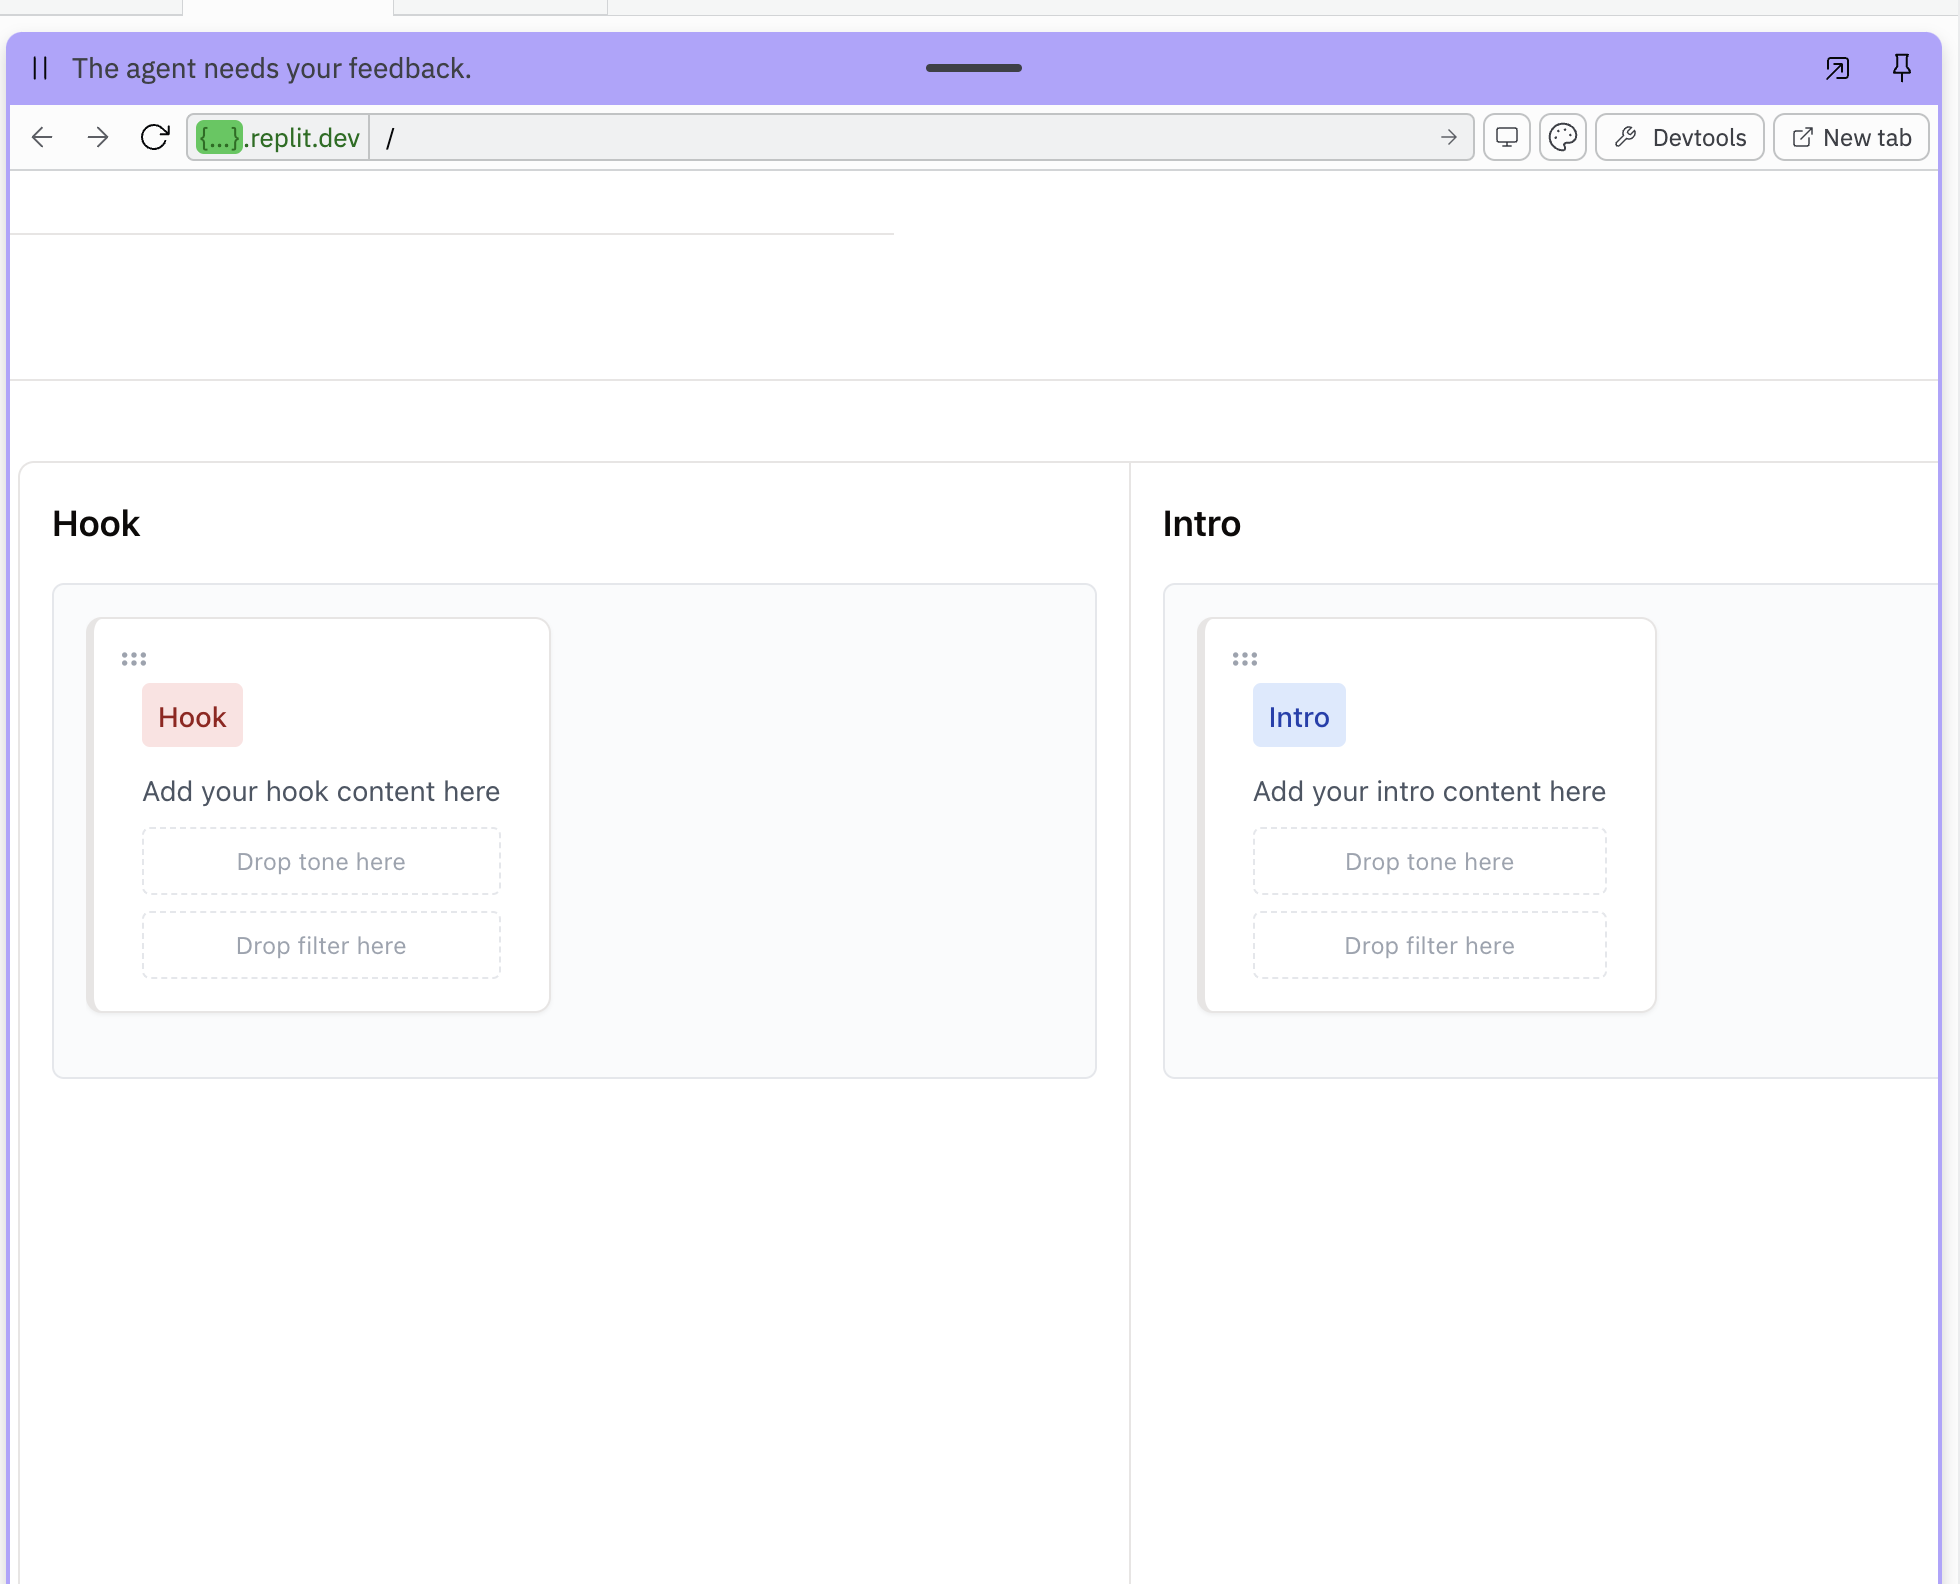 The agent needs your feedback.
{...}.replit.dev /
Devtools
New tab
Hook
Intro
Hook
Add your hook content here
Drop tone here
Drop filter here
Intro
Add your intro content here
Drop tone here
Drop filter here